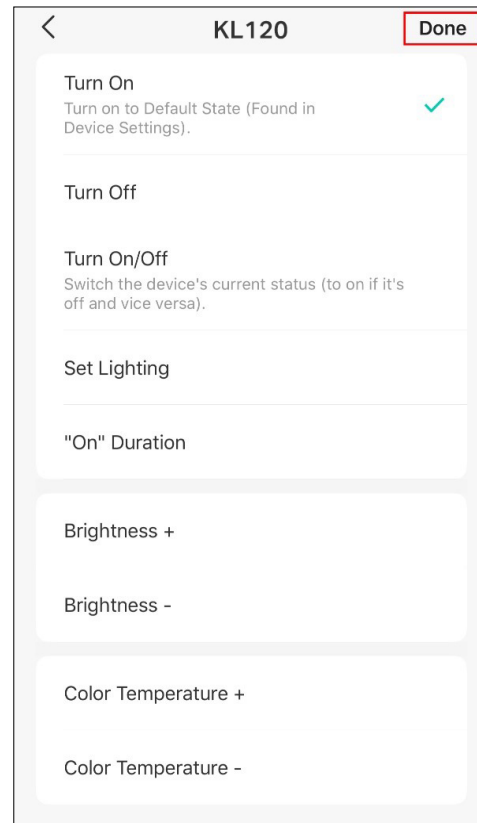 KL120
Done
Turn On
Turn on to Default State (Found in
Device Settings).
Turn Off
Turn On/Off
Switch the device's current status (to on if it's
off and vice versa).
Set Lighting
"On" Duration
Brightness +
Brightness -
Color Temperature +
Color Temperature -